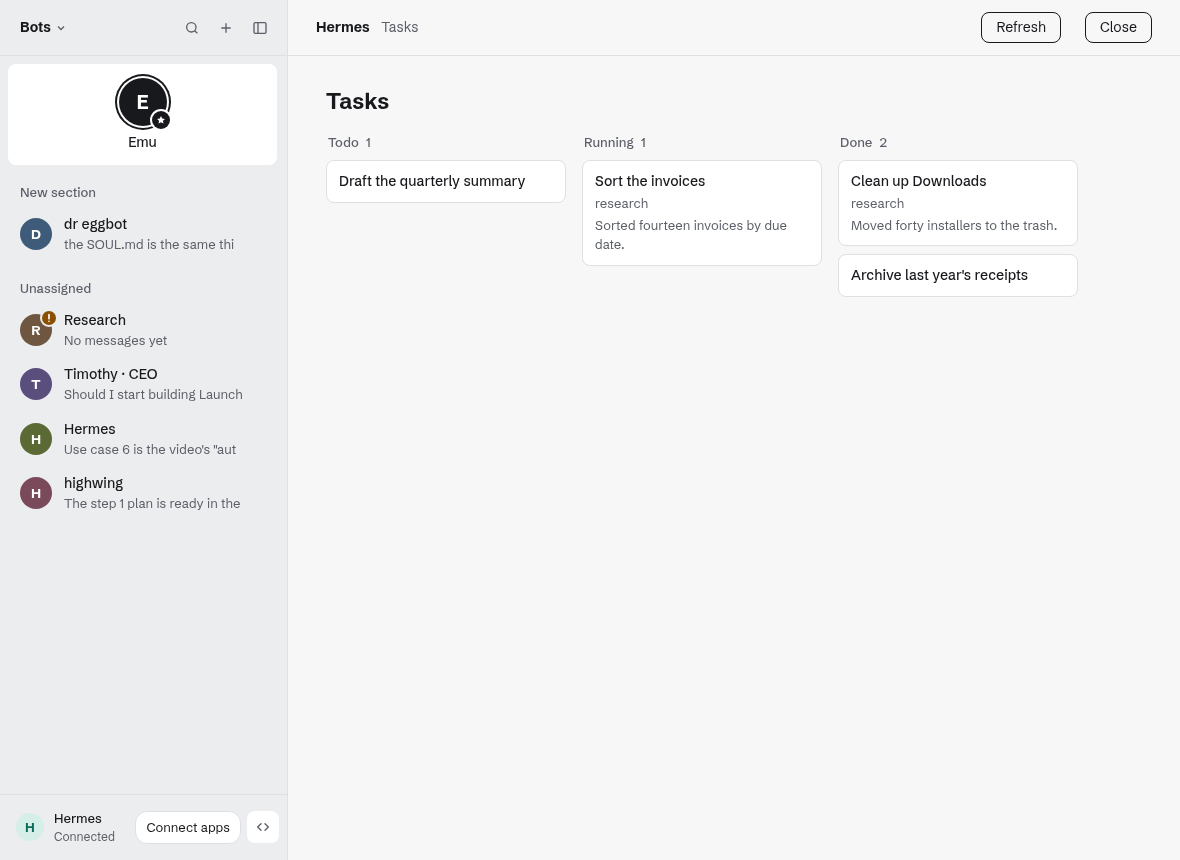 Bots
Hermes Tasks
Refresh
Close
E
Emu
New section
D
dr eggbot
the SOUL.md is the same thi
Unassigned
R
!
Research
No messages yet
T
Timothy · CEO
Should I start building Launch
H
Hermes
Use case 6 is the video's "aut
H
highwing
The step 1 plan is ready in the
H
Hermes
Connected
Connect apps
Tasks
Todo 1
Draft the quarterly summary
Running 1
Sort the invoices
research
Sorted fourteen invoices by due
date.
Done 2
Clean up Downloads
research
Moved forty installers to the trash.
Archive last year's receipts